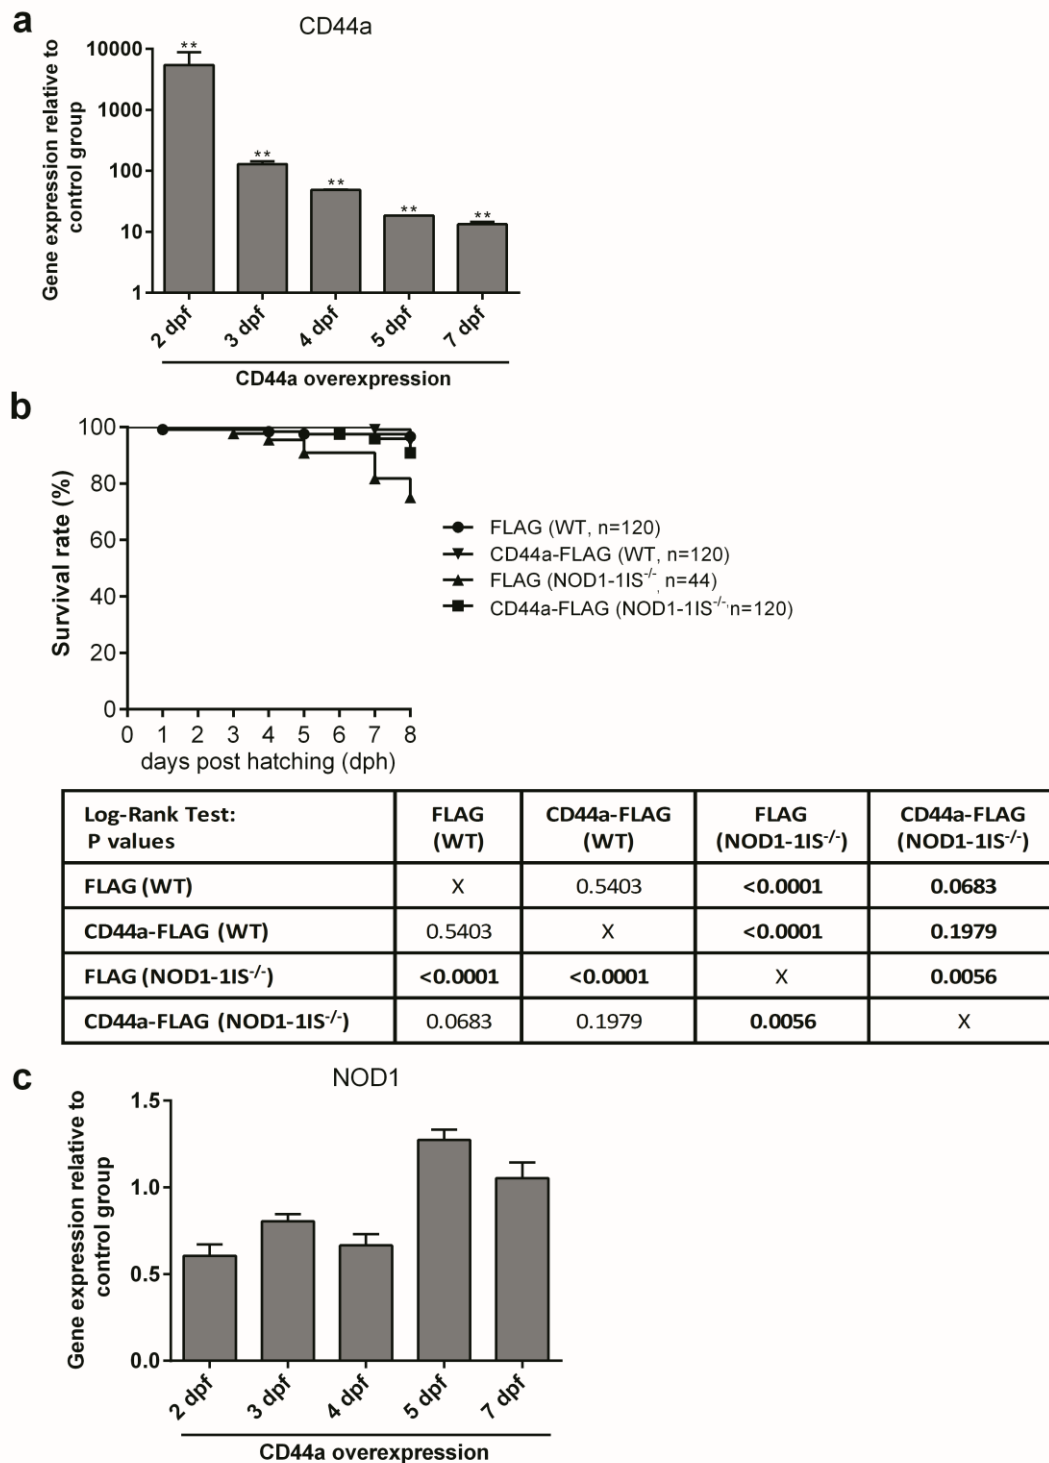 a
CD44a
Gene expression relative to
control group
10000
1000
100
10
1
**
**
**
**
**
2 dpf
3 dpf
4 dpf
5 dpf
7 dpf
CD44a overexpression
b
Survival rate (%)
100
80
60
40
20
0
0 1 2 3 4 5 6 7 8
days post hatching (dph)
FLAG (WT, n=120)
CD44a-FLAG (WT, n=120)
FLAG (NOD1-1IS-/-, n=44)
CD44a-FLAG (NOD1-1IS-/-, n=120)
Log-Rank Test: FLAG CD44a-FLAG FLAG CD44a-FLAG
P values (WT) (WT) (NOD1-1IS-/-) (NOD1-1IS-/-)
FLAG (WT) X 0.5403 <0.0001 0.0683
CD44a-FLAG (WT) 0.5403 X <0.0001 0.1979
FLAG (NOD1-1IS-/-) <0.0001 <0.0001 X 0.0056
CD44a-FLAG (NOD1-1IS-/-) 0.0683 0.1979 0.0056 X
c
NOD1
Gene expression relative to
control group
1.5
1.0
0.5
0.0
2 dpf
3 dpf
4 dpf
5 dpf
7 dpf
CD44a overexpression